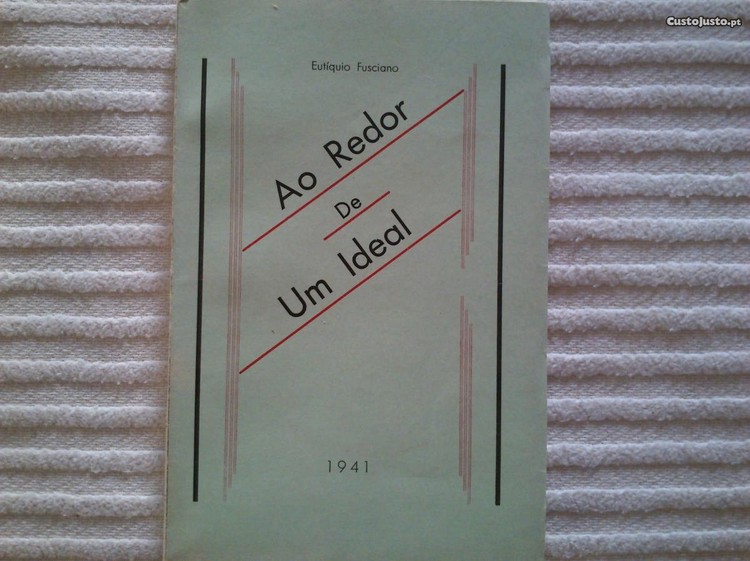 CustoJusto.pt
Eutíquio Fusciano
Ao Redor
De
Um Ideal
1941